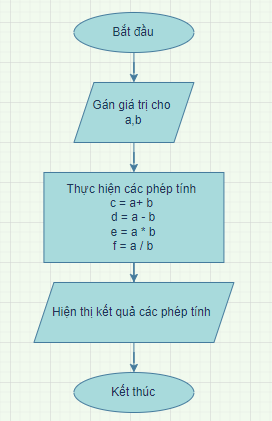 Bắt đầu
Gán giá trị cho
a,b
Thực hiện các phép tính
c = a+ b
d = a - b
e = a * b
f = a / b
Hiện thị kết quả các phép tính
Kết thúc